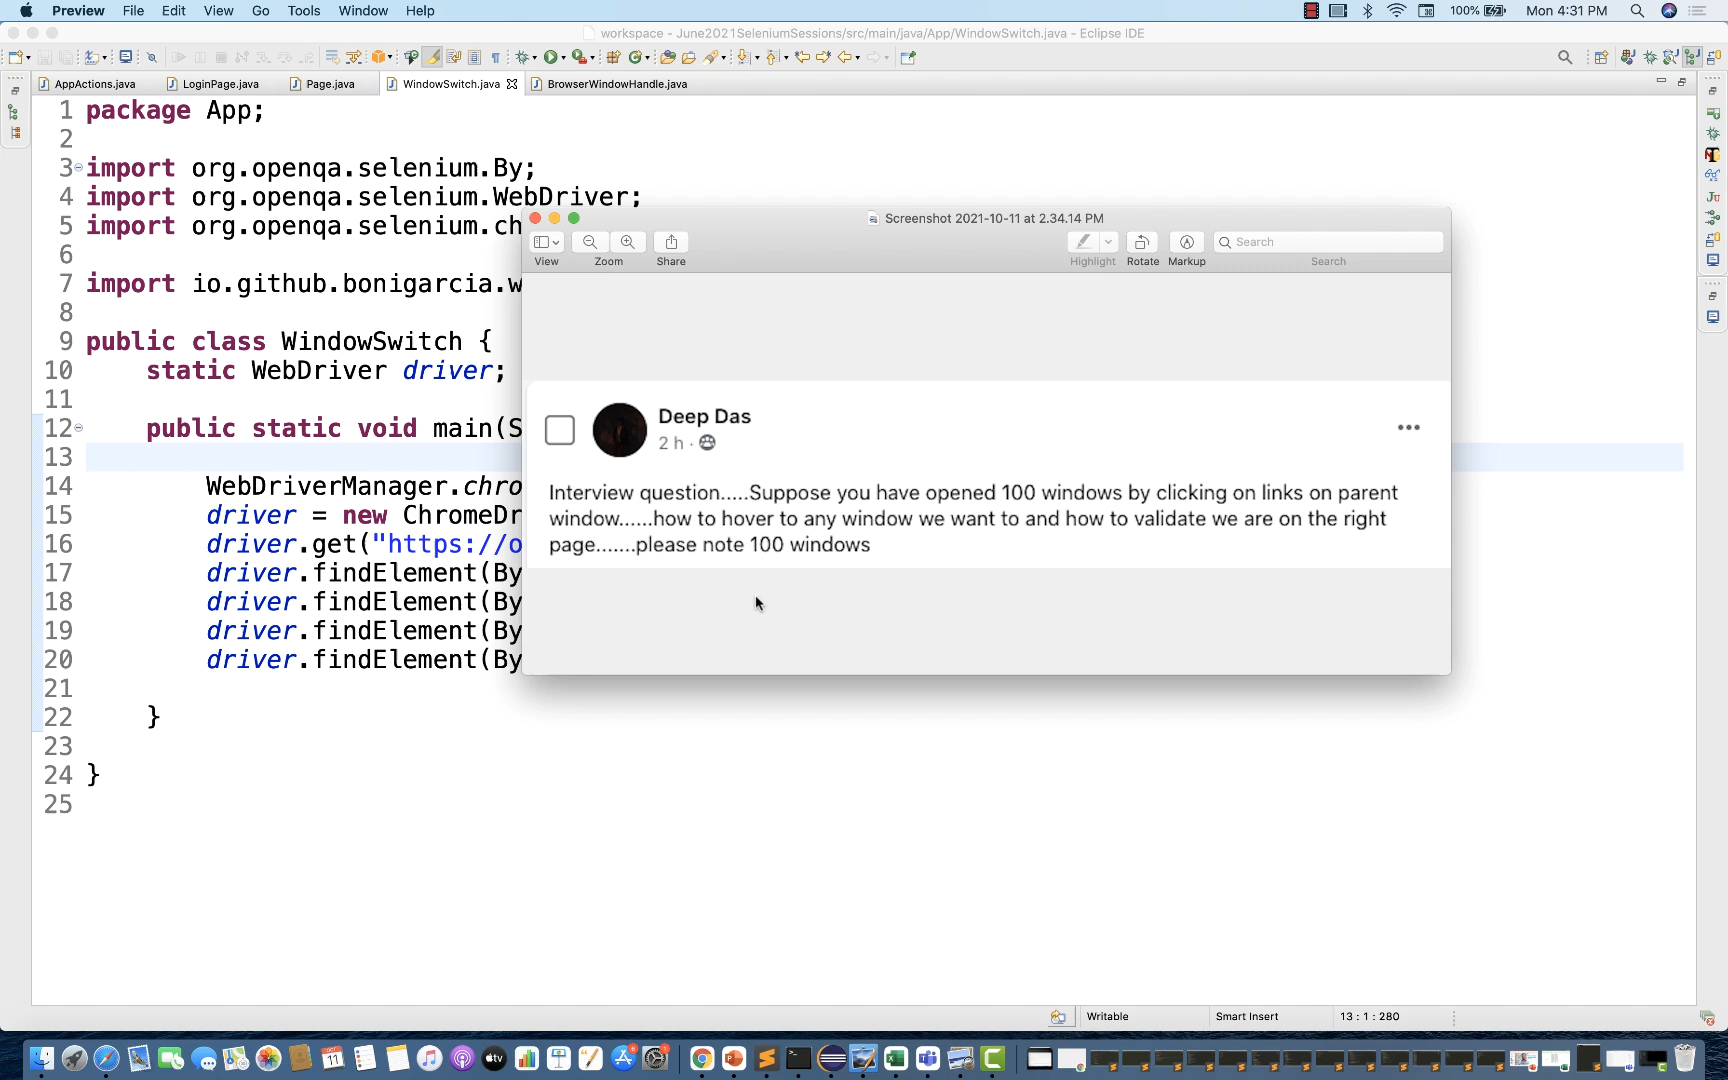 Preview File Edit View Go Tools Window Help
100% Mon 4:31 PM
workspace - June2021SeleniumSessions/src/main/java/App/WindowSwitch.java - Eclipse IDE
AppActions.java LoginPage.java Page.java WindowSwitch.java BrowserWindowHandle.java
1 package App;
2
3 import org.openqa.selenium.By;
4 import org.openqa.selenium.WebDriver;
5 import org.openqa.selenium.ch
6
7 import io.github.bonigarcia.w
8
9 public class WindowSwitch {
10 static WebDriver driver;
11
12 public static void main(S
13
14 WebDriverManager.chro
15 driver = new ChromeDr
16 driver.get("https://o
17 driver.findElement(By
18 driver.findElement(By
19 driver.findElement(By
20 driver.findElement(By
21
22 }
23
24 }
25
Screenshot 2021-10-11 at 2.34.14 PM
Search
View Zoom Share Highlight Rotate Markup Search
Deep Das
2 h ·
Interview question.....Suppose you have opened 100 windows by clicking on links on parent
window......how to hover to any window we want to and how to validate we are on the right
page.......please note 100 windows
Writable Smart Insert 13 : 1 : 280